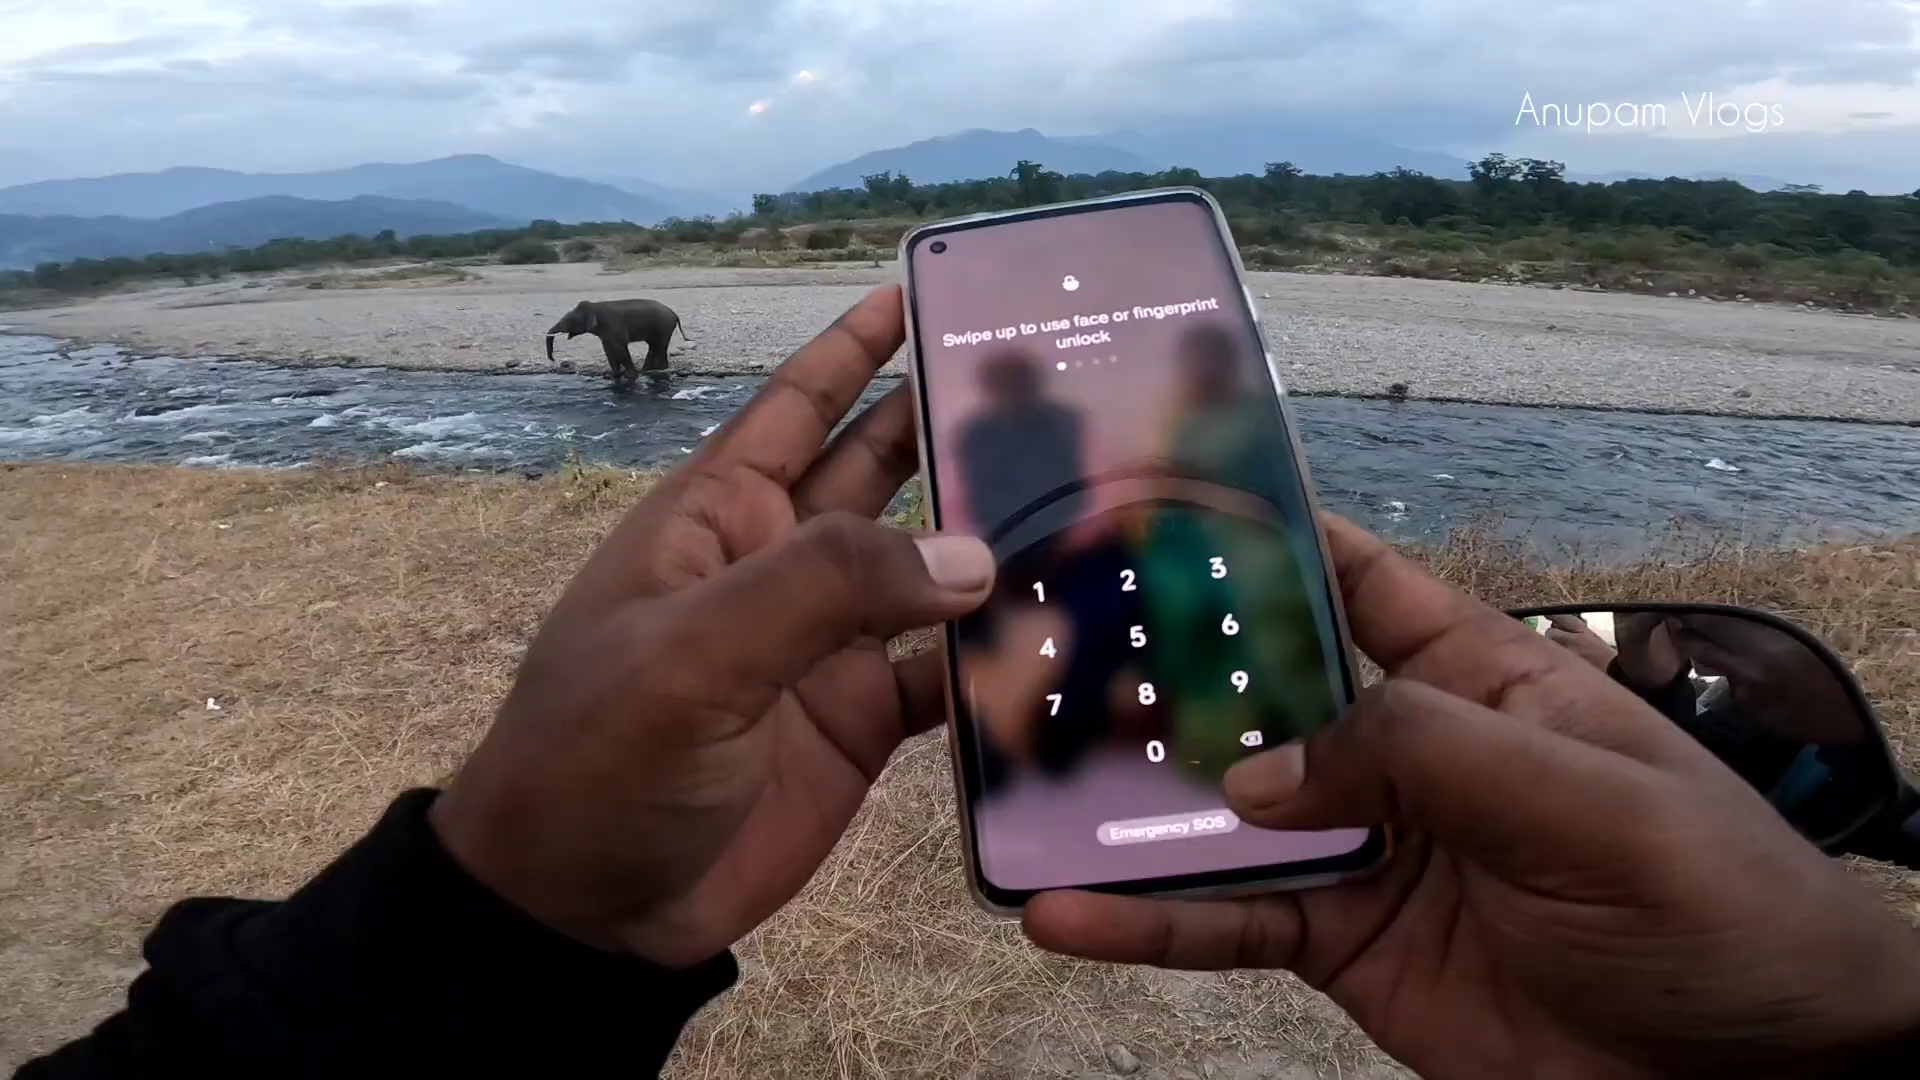 Anupam Vlogs
Swipe up to use face or fingerprint
unlock
1 2 3
4 5 6
7 8 9
0
Emergency SOS